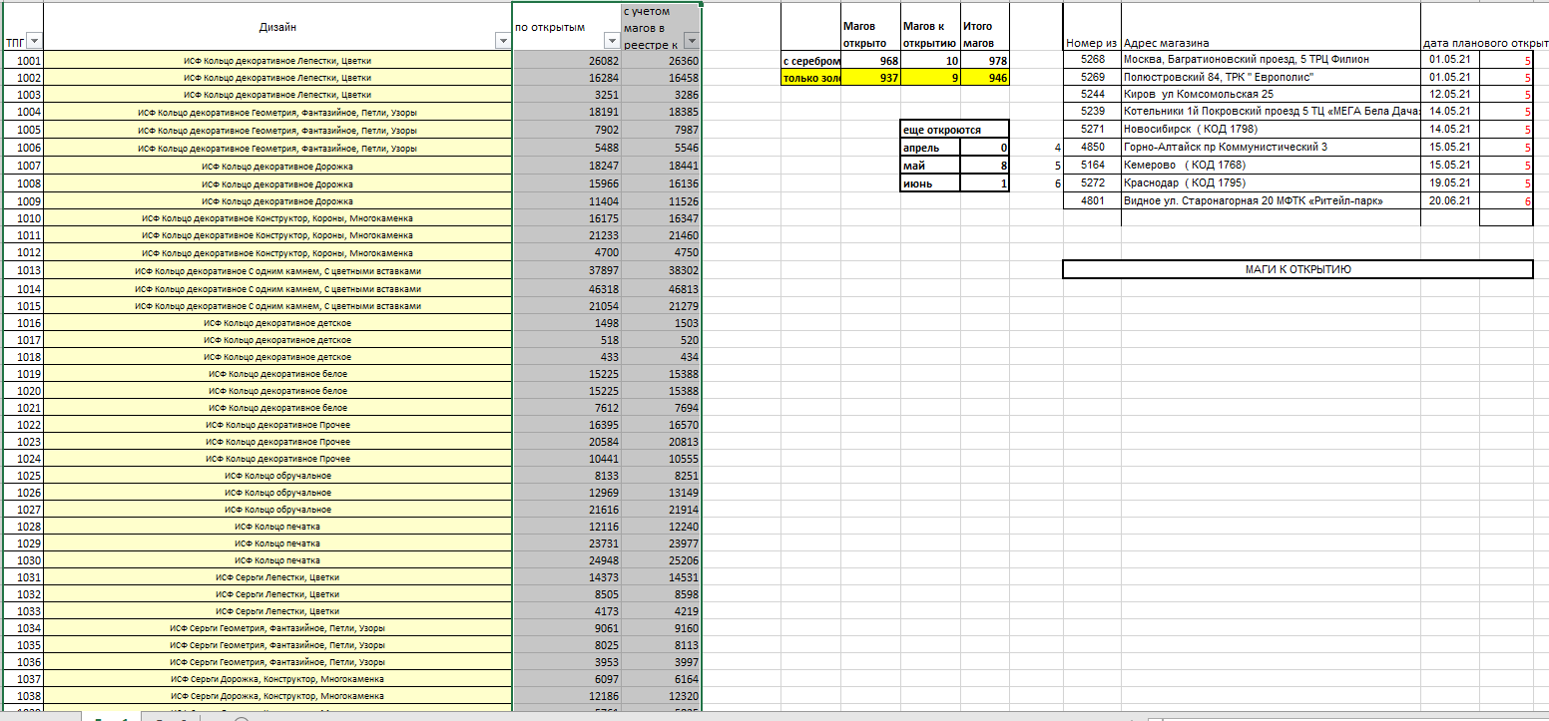 ТПГ Дизайн по открытым с учетом магов в реестре к
1001 ИСФ Кольцо декоративное Лепестки, Цветки 26082 26360
1002 ИСФ Кольцо декоративное Лепестки, Цветки 16284 16458
1003 ИСФ Кольцо декоративное Лепестки, Цветки 3251 3286
1004 ИСФ Кольцо декоративное Геометрия, Фантазийное, Петли, Узоры 18191 18385
1005 ИСФ Кольцо декоративное Геометрия, Фантазийное, Петли, Узоры 7902 7987
1006 ИСФ Кольцо декоративное Геометрия, Фантазийное, Петли, Узоры 5488 5546
1007 ИСФ Кольцо декоративное Дорожка 18247 18441
1008 ИСФ Кольцо декоративное Дорожка 15966 16136
1009 ИСФ Кольцо декоративное Дорожка 11404 11526
1010 ИСФ Кольцо декоративное Конструктор, Короны, Многокаменка 16175 16347
1011 ИСФ Кольцо декоративное Конструктор, Короны, Многокаменка 21233 21460
1012 ИСФ Кольцо декоративное Конструктор, Короны, Многокаменка 4700 4750
1013 ИСФ Кольцо декоративное С одним камнем, С цветными вставками 37897 38302
1014 ИСФ Кольцо декоративное С одним камнем, С цветными вставками 46318 46813
1015 ИСФ Кольцо декоративное С одним камнем, С цветными вставками 21054 21279
1016 ИСФ Кольцо декоративное детское 1498 1503
1017 ИСФ Кольцо декоративное детское 518 520
1018 ИСФ Кольцо декоративное детское 433 434
1019 ИСФ Кольцо декоративное белое 15225 15388
1020 ИСФ Кольцо декоративное белое 15225 15388
1021 ИСФ Кольцо декоративное белое 7612 7694
1022 ИСФ Кольцо декоративное Прочее 16395 16570
1023 ИСФ Кольцо декоративное Прочее 20584 20813
1024 ИСФ Кольцо декоративное Прочее 10441 10555
1025 ИСФ Кольцо обручальное 8133 8251
1026 ИСФ Кольцо обручальное 12969 13149
1027 ИСФ Кольцо обручальное 21616 21914
1028 ИСФ Кольцо печатка 12116 12240
1029 ИСФ Кольцо печатка 23731 23977
1030 ИСФ Кольцо печатка 24948 25206
1031 ИСФ Серьги Лепестки, Цветки 14373 14531
1032 ИСФ Серьги Лепестки, Цветки 8505 8598
1033 ИСФ Серьги Лепестки, Цветки 4173 4219
1034 ИСФ Серьги Геометрия, Фантазийное, Петли, Узоры 9061 9160
1035 ИСФ Серьги Геометрия, Фантазийное, Петли, Узоры 8025 8113
1036 ИСФ Серьги Геометрия, Фантазийное, Петли, Узоры 3953 3997
1037 ИСФ Серьги Дорожка, Конструктор, Многокаменка 6097 6164
1038 ИСФ Серьги Дорожка, Конструктор, Многокаменка 12186 12320
Магов открыто Магов к открытию Итого магов
с серебром 968 10 978
только зол 937 9 946
еще откроются
апрель 0 4
май 8 5
июнь 1 6
Номер из Адрес магазина дата планового открыт
5268 Москва, Багратионовский проезд, 5 ТРЦ Филион 01.05.21 5
5269 Полюстровский 84, ТРК " Европолис" 01.05.21 5
5244 Киров ул Комсомольская 25 12.05.21 5
5239 Котельники 1й Покровский проезд 5 ТЦ «МЕГА Бела Дача 14.05.21 5
5271 Новосибирск ( КОД 1798) 14.05.21 5
4850 Горно-Алтайск пр Коммунистический 3 15.05.21 5
5164 Кемерово ( КОД 1768) 15.05.21 5
5272 Краснодар ( КОД 1795) 19.05.21 5
4801 Видное ул. Старонагорная 20 МФТК «Ритейл-парк» 20.06.21 6
МАГИ К ОТКРЫТИЮ